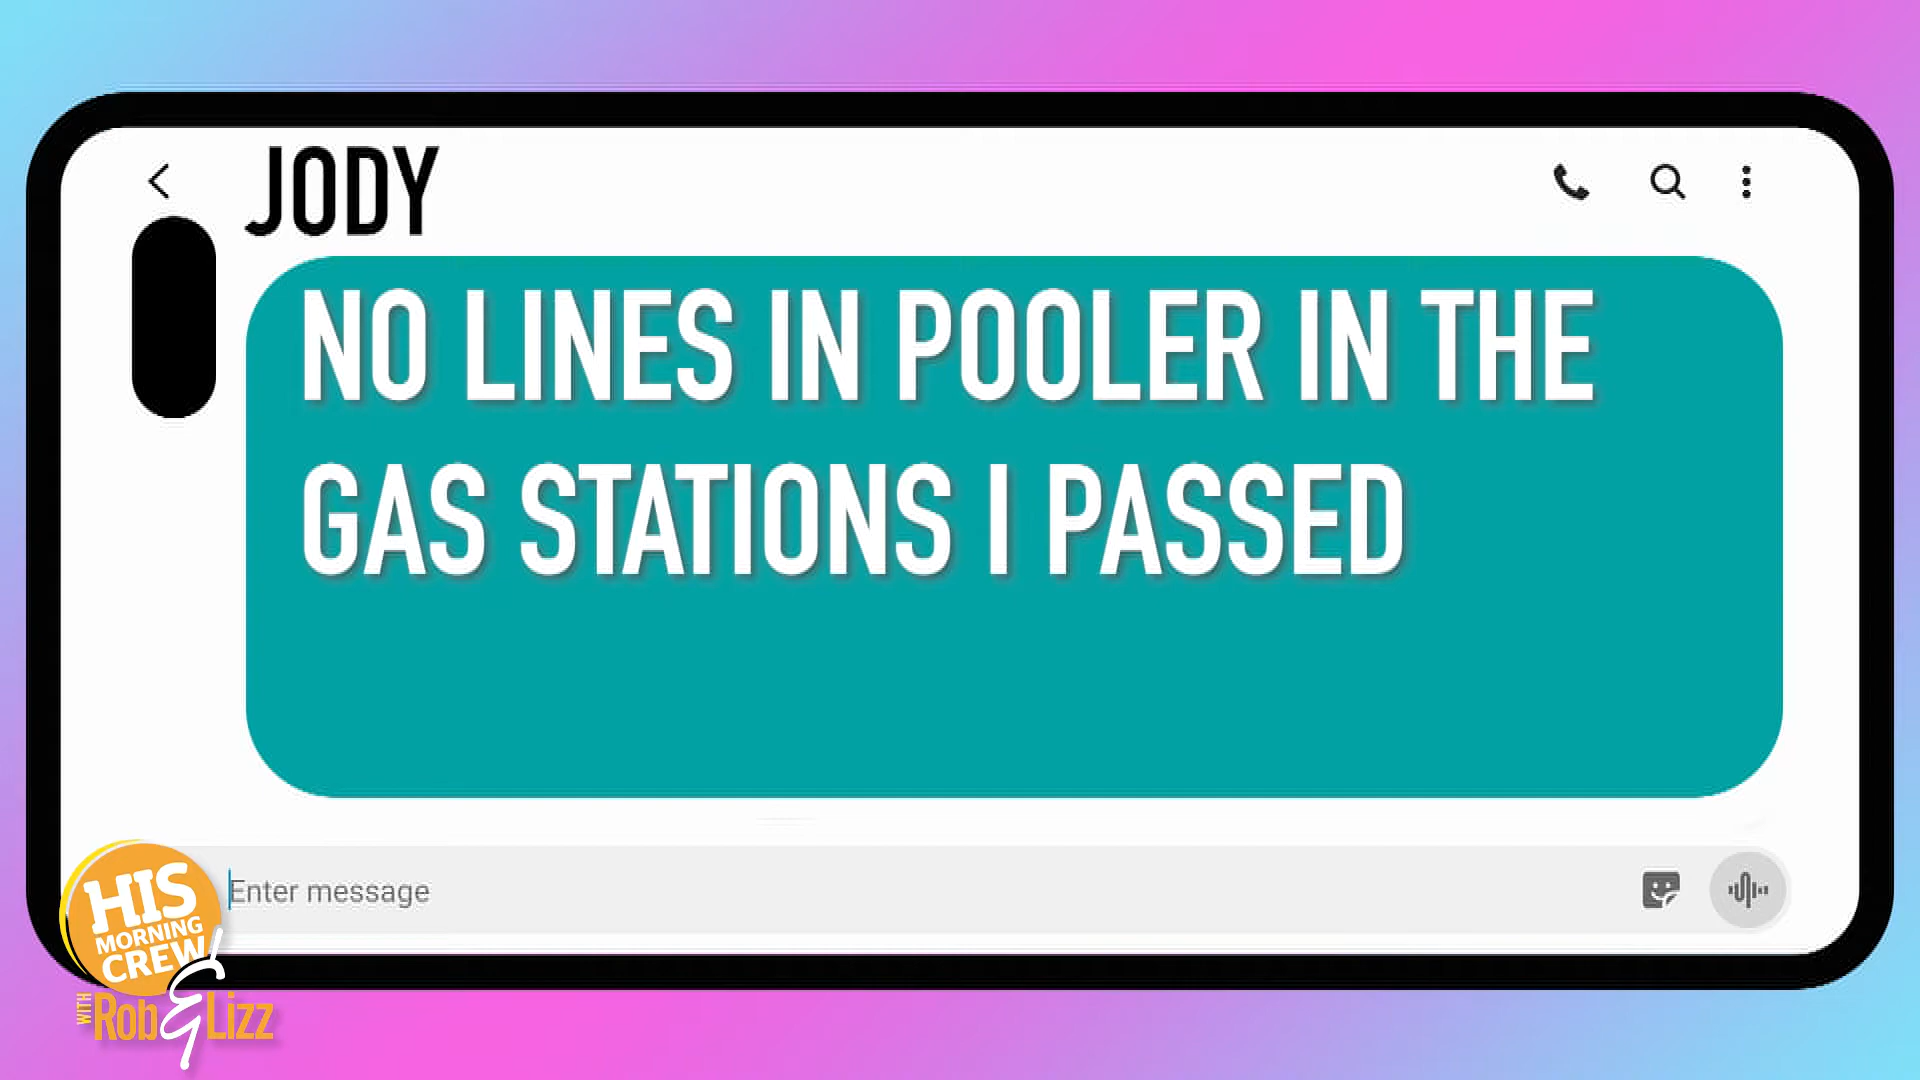 JODY
NO LINES IN POOLER IN THE
GAS STATIONS I PASSED
Enter message
HIS
MORNING
CREW
WITH Rob & Lizz